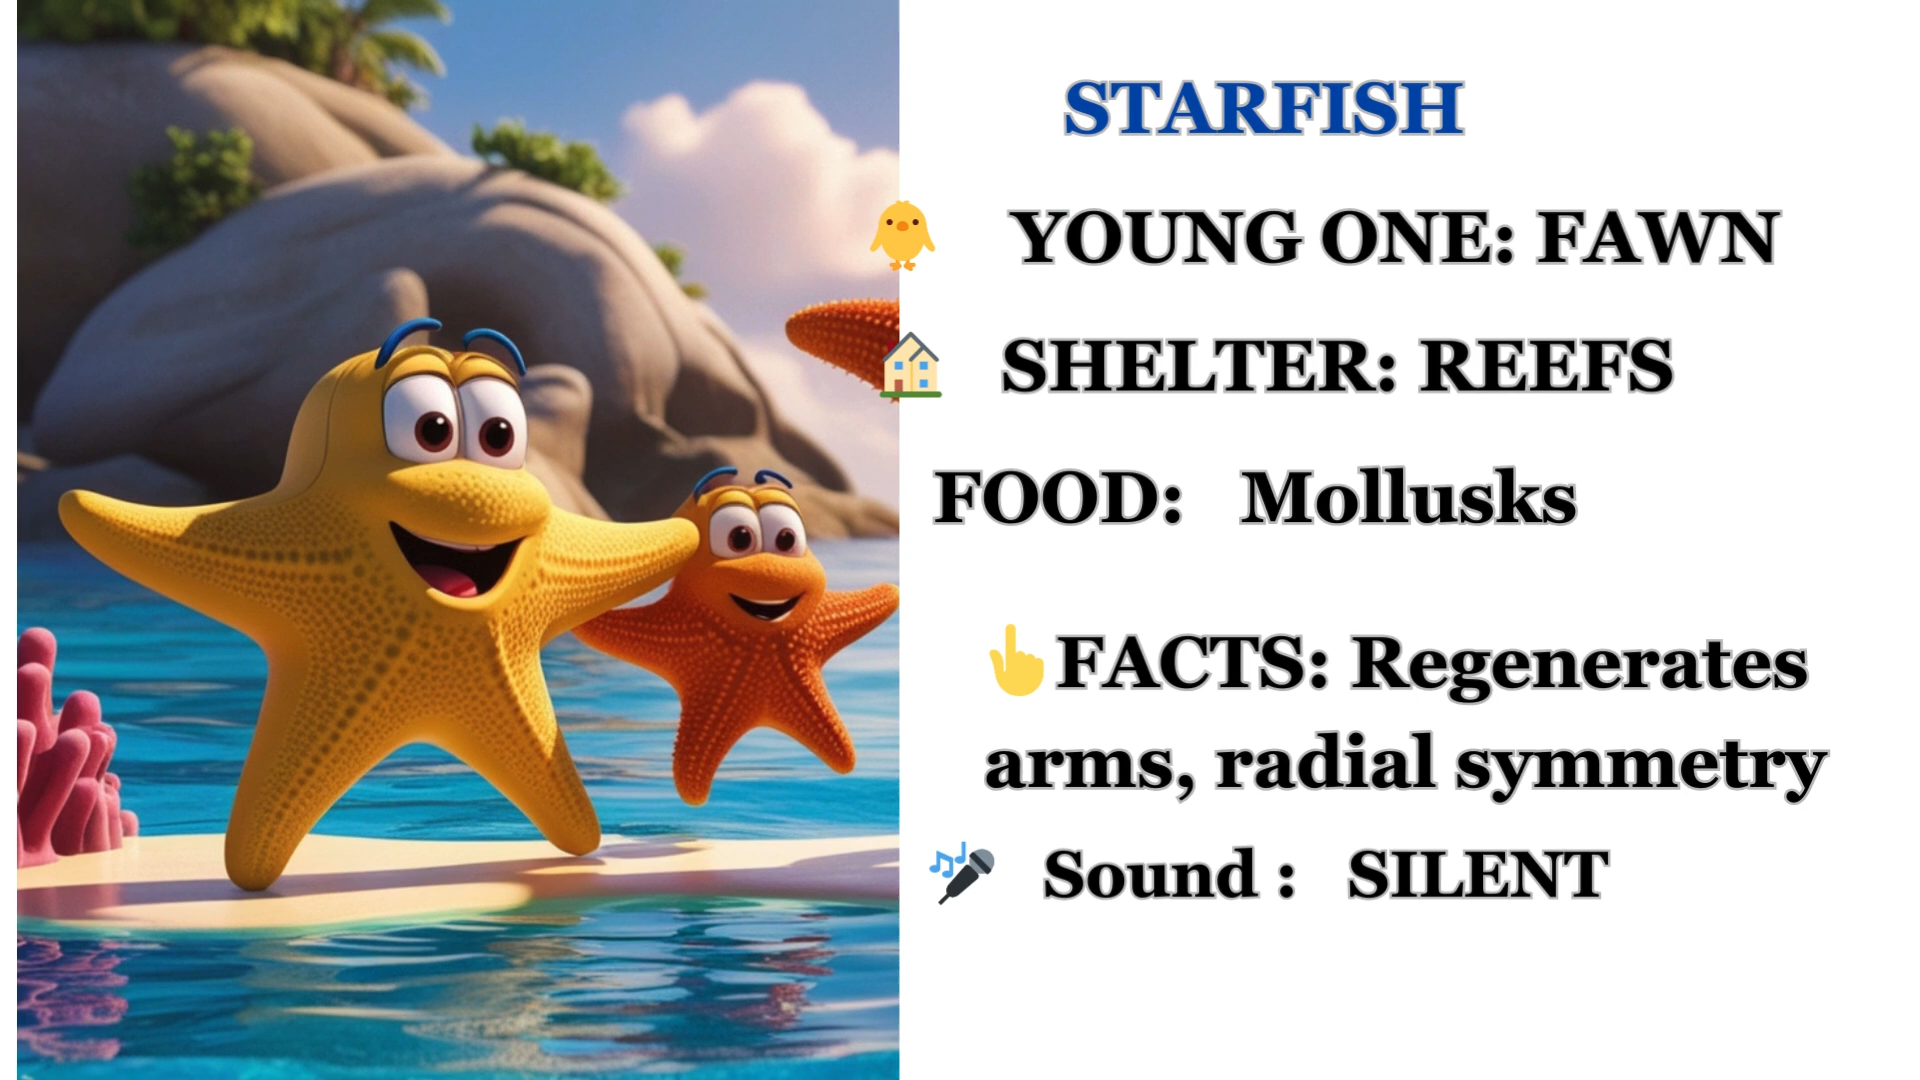 STARFISH
YOUNG ONE: FAWN
SHELTER: REEFS
FOOD: Mollusks
FACTS: Regenerates
arms, radial symmetry
Sound : SILENT